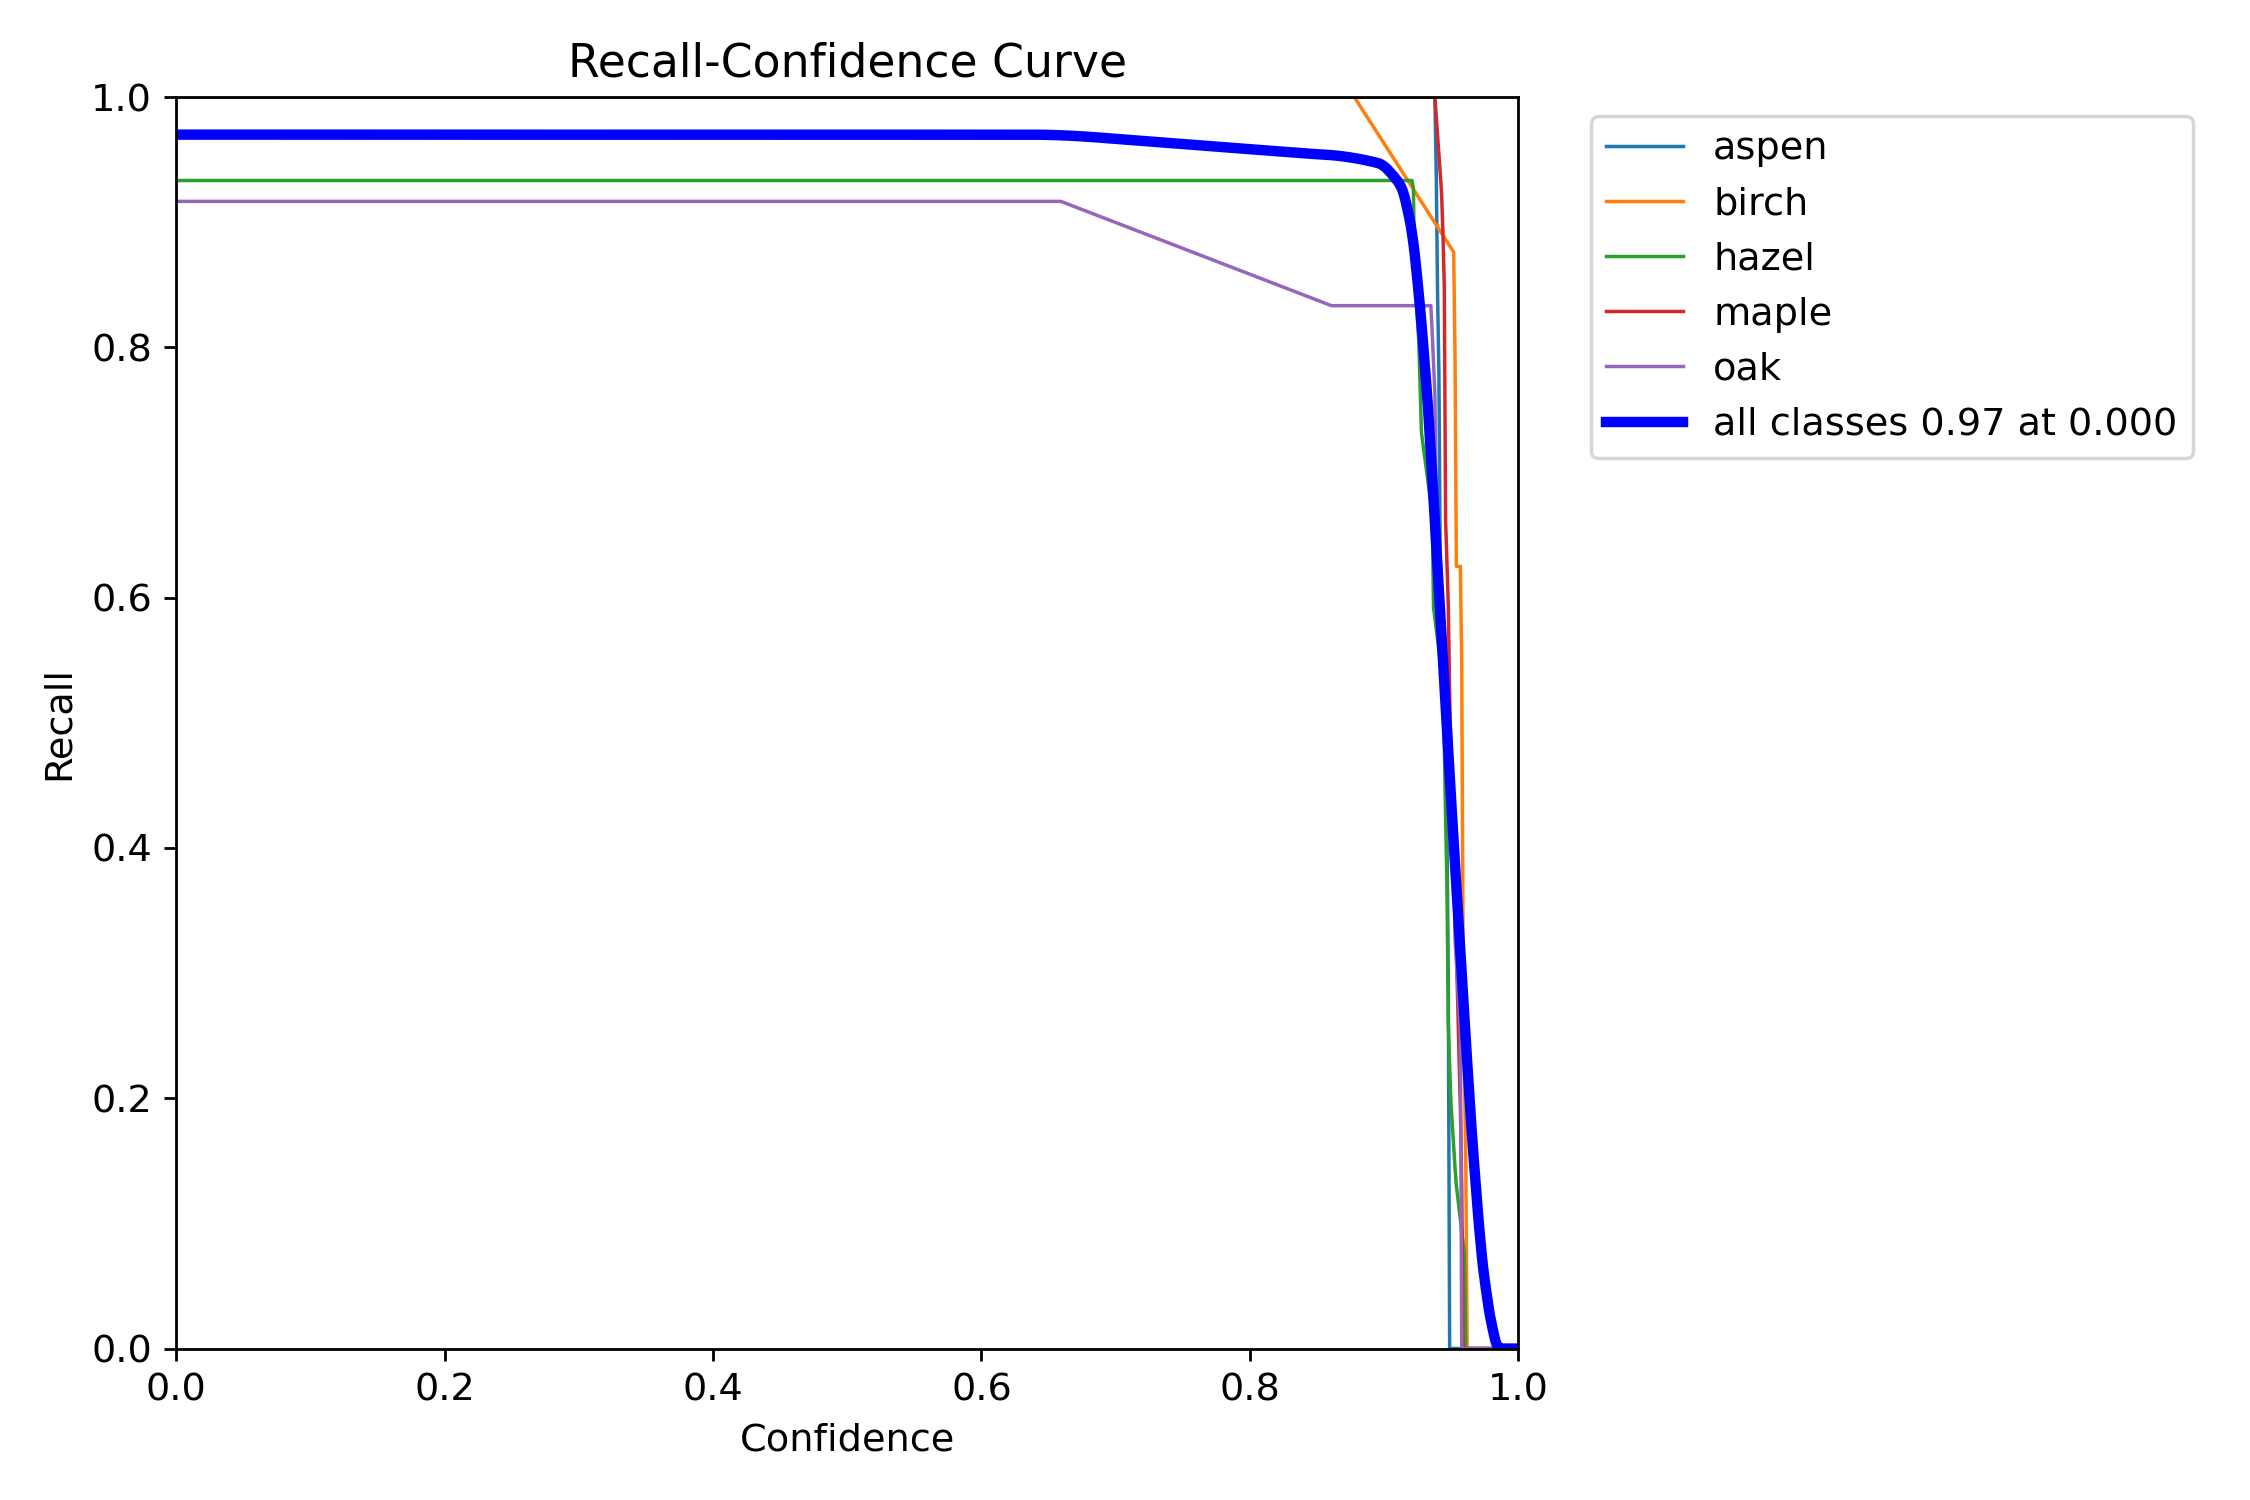 Recall-Confidence Curve
1.0
0.8
0.6
0.4
0.2
0.0
Recall
0.0 0.2 0.4 0.6 0.8 1.0
Confidence
aspen
birch
hazel
maple
oak
all classes 0.97 at 0.000